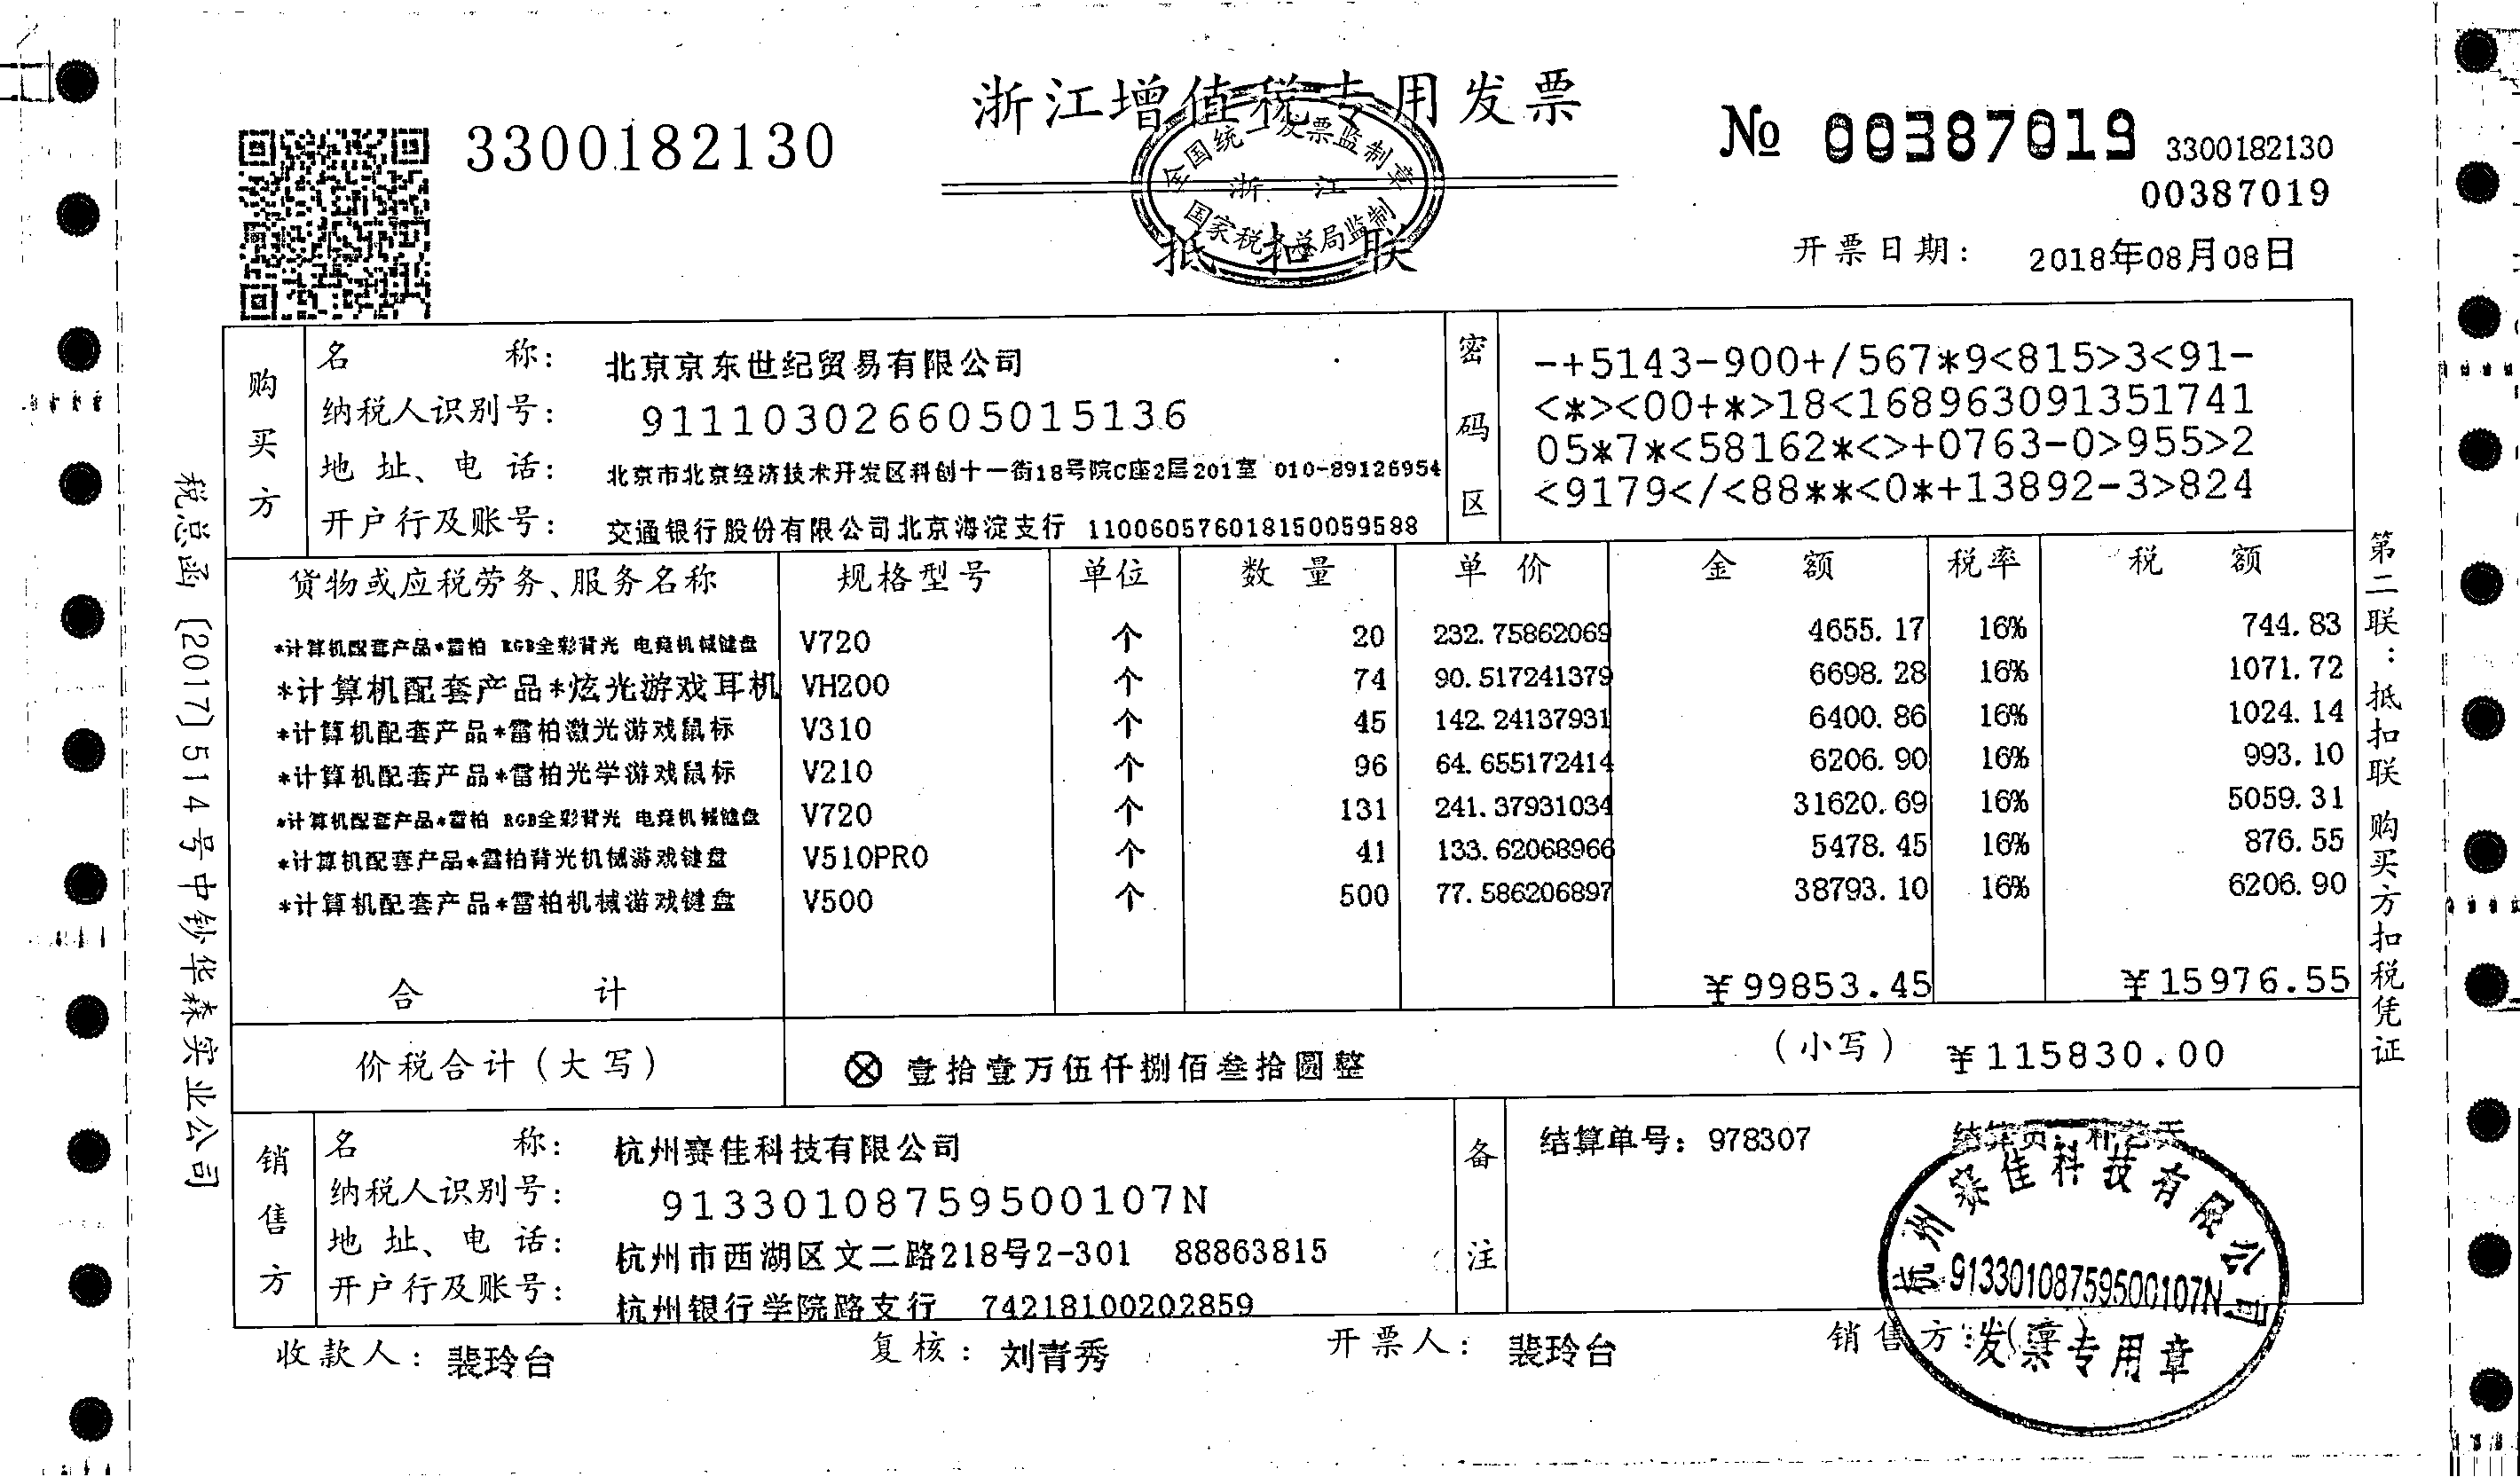 浙江增值税专用发票
3300182130
№ 00387019
3300182130
00387019
全国统一发票监制章
浙 江
国家税务总局监制
抵 扣 联
开票日期: 2018年08月08日
购买方
名 称: 北京京东世纪贸易有限公司
纳税人识别号: 911103026605015136
地 址、电 话: 北京市北京经济技术开发区科创十一街18号院C座2层201室 010-89126954
开户行及账号: 交通银行股份有限公司北京海淀支行 110060576018150059588
密码区
-+5143-900+/567*9<815>3<91-
<*><00+*>18<168963091351741
05*7*<58162*<>+0763-0>955>2
<9179</<88**<0*+13892-3>824
货物或应税劳务、服务名称 规格型号 单位 数 量 单 价 金 额 税率 税 额
*计算机配套产品*雷柏 RGB全彩背光 电竞机械键盘 V720 个 20 232.75862069 4655.17 16% 744.83
*计算机配套产品*炫光游戏耳机 VH200 个 74 90.517241379 6698.28 16% 1071.72
*计算机配套产品*雷柏激光游戏鼠标 V310 个 45 142.24137931 6400.86 16% 1024.14
*计算机配套产品*雷柏光学游戏鼠标 V210 个 96 64.655172414 6206.90 16% 993.10
*计算机配套产品*雷柏 RGB全彩背光 电竞机械键盘 V720 个 131 241.37931034 31620.69 16% 5059.31
*计算机配套产品*雷柏背光机械游戏键盘 V510PRO 个 41 133.62068966 5478.45 16% 876.55
*计算机配套产品*雷柏机械游戏键盘 V500 个 500 77.586206897 38793.10 16% 6206.90
合 计 ¥99853.45 ¥15976.55
价税合计(大写) ⊗ 壹拾壹万伍仟捌佰叁拾圆整 (小写) ¥115830.00
销售方
名 称: 杭州赛佳科技有限公司
纳税人识别号: 91330108759500107N
地 址、电 话: 杭州市西湖区文二路218号2-301 88863815
开户行及账号: 杭州银行学院路支行 74218100202859
备注
结算单号: 978307
杭州赛佳科技有限公司
91330108759500107N
发票专用章
收款人: 裴玲台 复核: 刘青秀 开票人: 裴玲台 销售方:(章)
税总函〔2017〕514号中钞华森实业公司
第二联:抵扣联 购买方扣税凭证